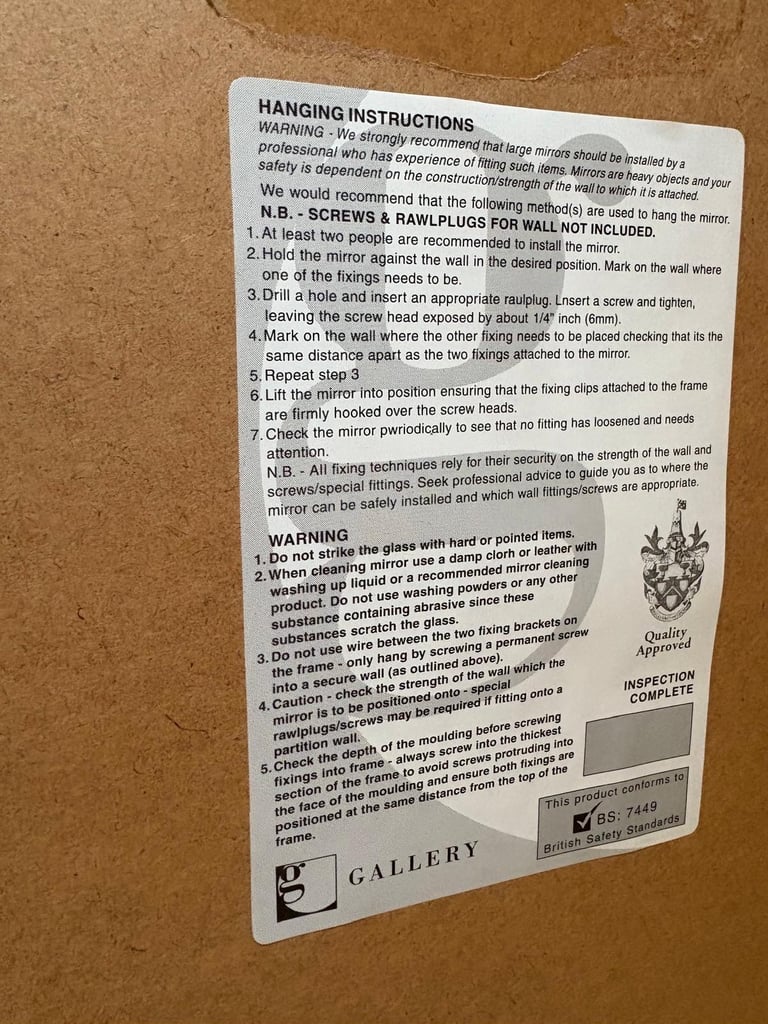 HANGING INSTRUCTIONS
WARNING - We strongly recommend that large mirrors should be installed by a
professional who has experience of fitting such items. Mirrors are heavy objects and your
safety is dependent on the construction/strength of the wall to which it is attached.
We would recommend that the following method(s) are used to hang the mirror.
N.B. - SCREWS & RAWLPLUGS FOR WALL NOT INCLUDED.
1. At least two people are recommended to install the mirror.
2. Hold the mirror against the wall in the desired position. Mark on the wall where
one of the fixings needs to be.
3. Drill a hole and insert an appropriate raulplug. Lnsert a screw and tighten,
leaving the screw head exposed by about 1/4" inch (6mm).
4. Mark on the wall where the other fixing needs to be placed checking that its the
same distance apart as the two fixings attached to the mirror.
5. Repeat step 3
6. Lift the mirror into position ensuring that the fixing clips attached to the frame
are firmly hooked over the screw heads.
7. Check the mirror pwriodically to see that no fitting has loosened and needs
attention.
N.B. - All fixing techniques rely for their security on the strength of the wall and
screws/special fittings. Seek professional advice to guide you as to where the
mirror can be safely installed and which wall fittings/screws are appropriate.
WARNING
1. Do not strike the glass with hard or pointed items.
2. When cleaning mirror use a damp clorh or leather with
washing up liquid or a recommended mirror cleaning
product. Do not use washing powders or any other
substance containing abrasive since these
substances scratch the glass.
3. Do not use wire between the two fixing brackets on
the frame - only hang by screwing a permanent screw
into a secure wall (as outlined above).
4. Caution - check the strength of the wall which the
mirror is to be positioned onto - special
rawlplugs/screws may be required if fitting onto a
partition wall.
5. Check the depth of the moulding before screwing
fixings into frame - always screw into the thickest
section of the frame to avoid screws protruding into
the face of the moulding and ensure both fixings are
positioned at the same distance from the top of the
frame.
Quality
Approved
INSPECTION
COMPLETE
This product conforms to
BS: 7449
British Safety Standards
g GALLERY